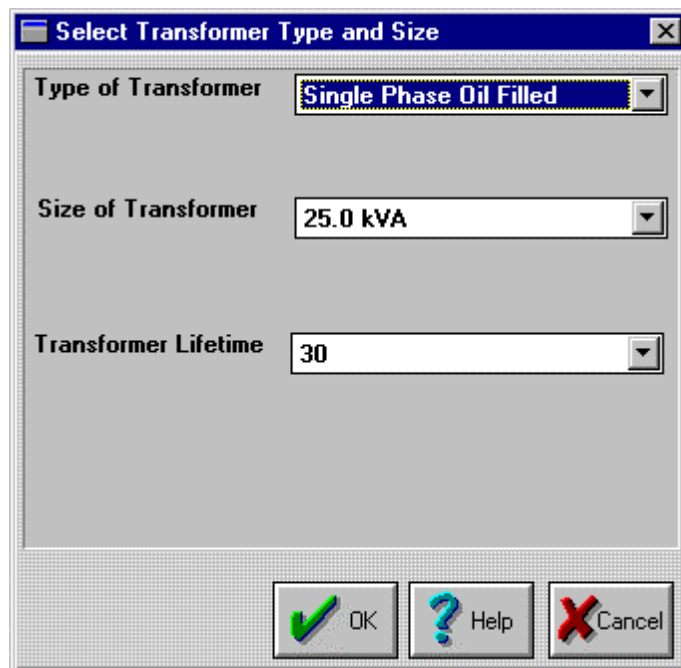 Select Transformer Type and Size
Type of Transformer
Single Phase Oil Filled
Size of Transformer
25.0 kVA
Transformer Lifetime
30
OK
Help
Cancel